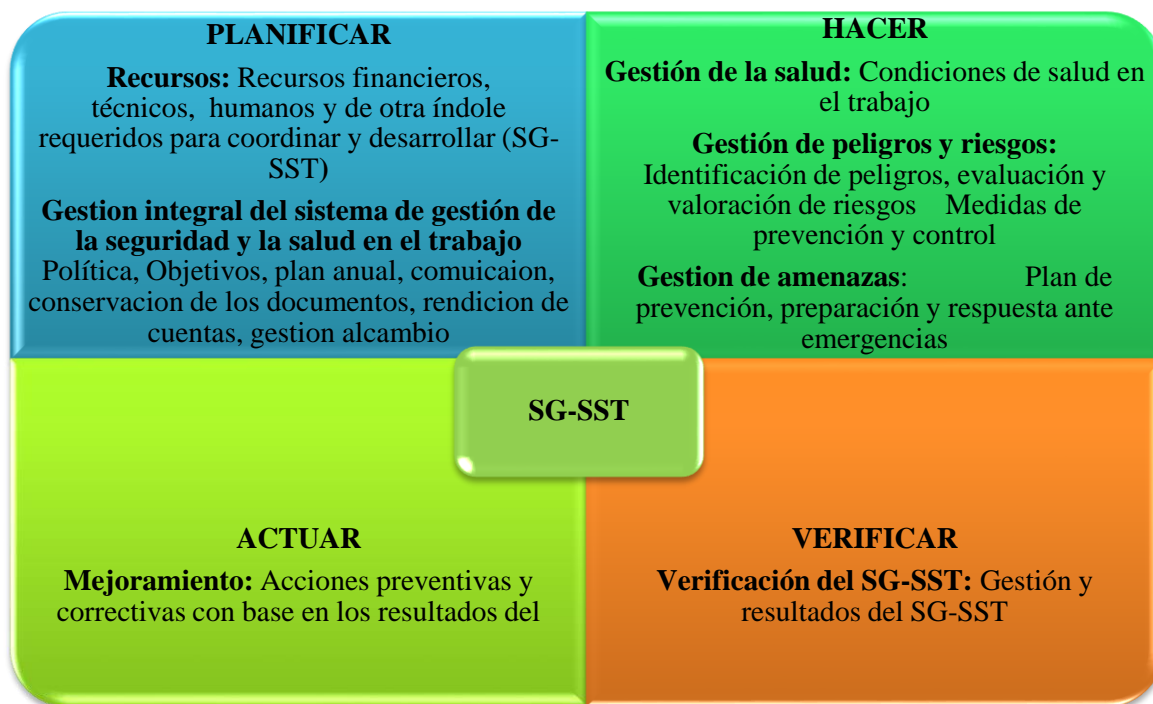 PLANIFICAR
Recursos: Recursos financieros,
técnicos, humanos y de otra índole
requeridos para coordinar y desarrollar (SG-
SST)
Gestion integral del sistema de gestión de
la seguridad y la salud en el trabajo
Política, Objetivos, plan anual, comuicaion,
conservacion de los documentos, rendicion de
cuentas, gestion alcambio
HACER
Gestión de la salud: Condiciones de salud en
el trabajo
Gestión de peligros y riesgos:
Identificación de peligros, evaluación y
valoración de riesgos Medidas de
prevención y control
Gestion de amenazas: Plan de
prevención, preparación y respuesta ante
emergencias
SG-SST
ACTUAR
Mejoramiento: Acciones preventivas y
correctivas con base en los resultados del
VERIFICAR
Verificación del SG-SST: Gestión y
resultados del SG-SST